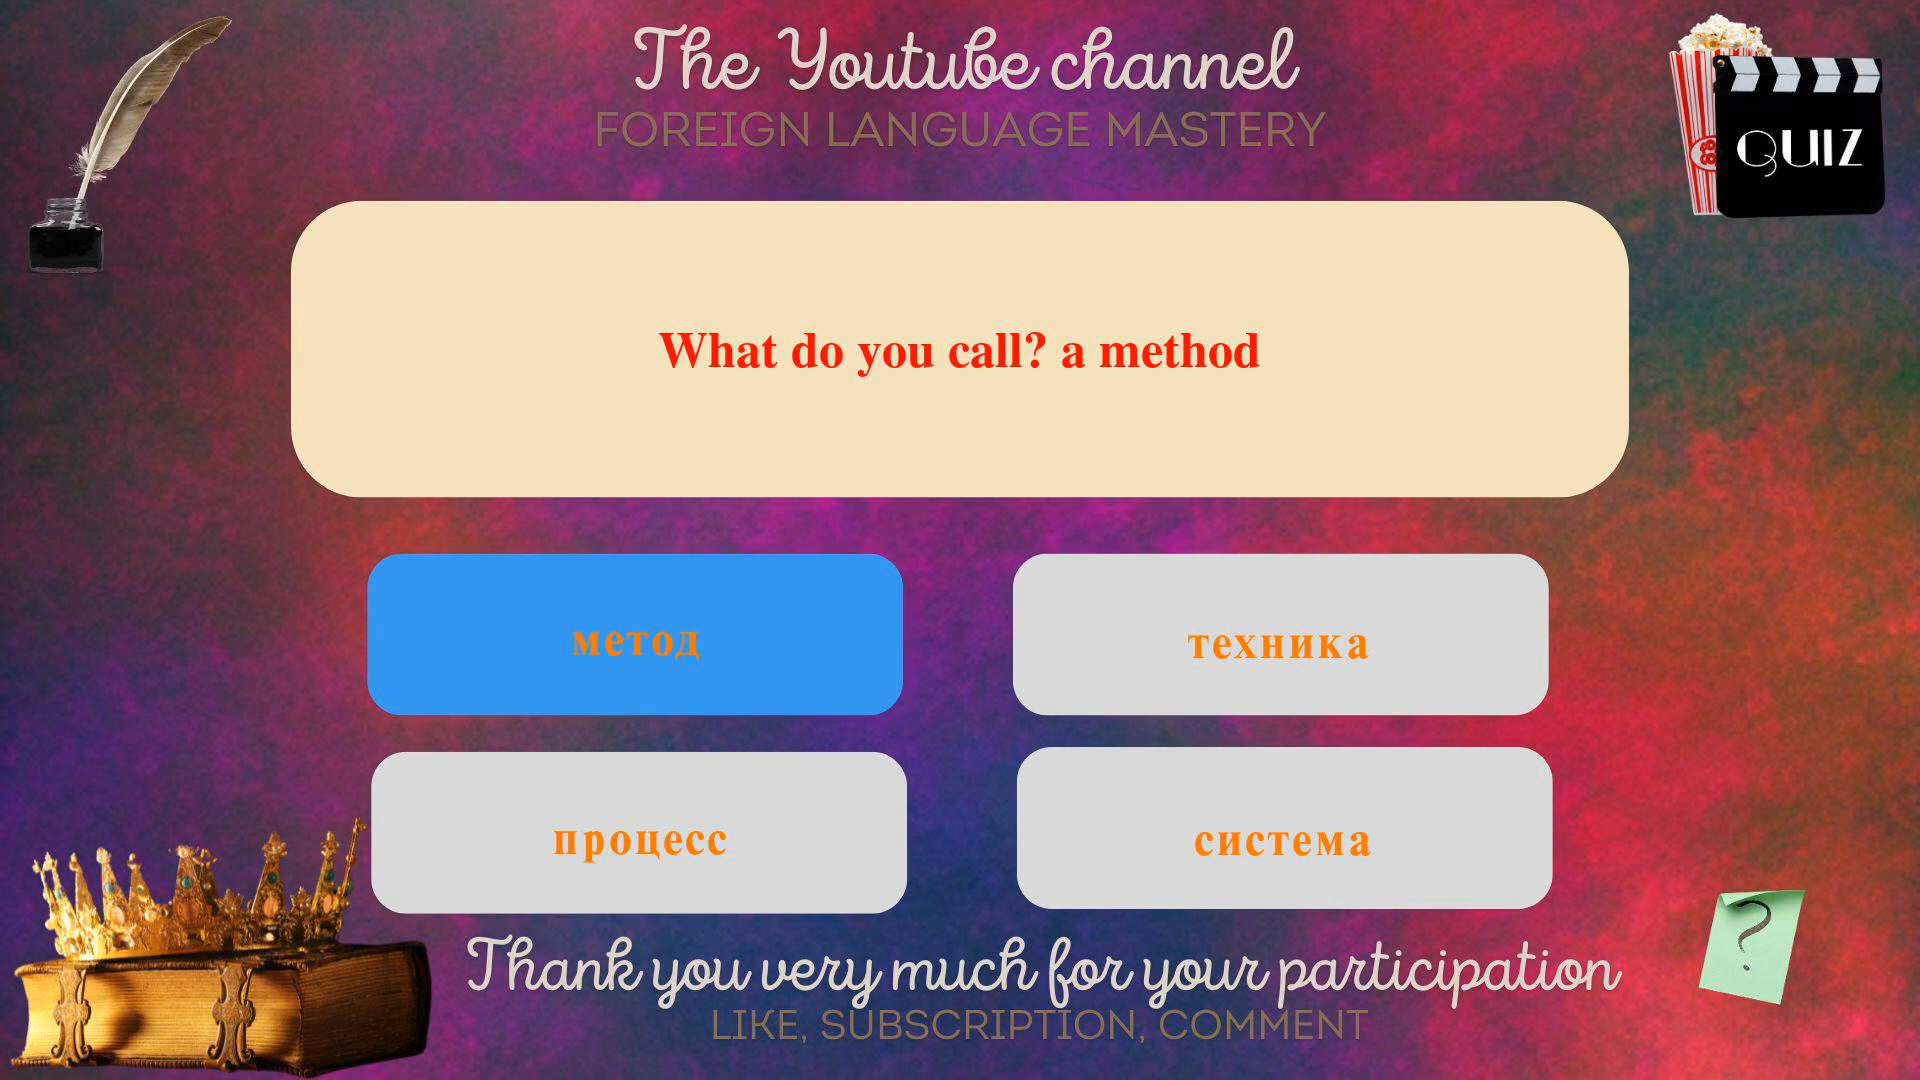 The Youtube channel
FOREIGN LANGUAGE MASTERY
QUIZ
What do you call? a method
метод
техника
процесс
система
?
Thank you very much for your participation
LIKE, SUBSCRIPTION, COMMENT